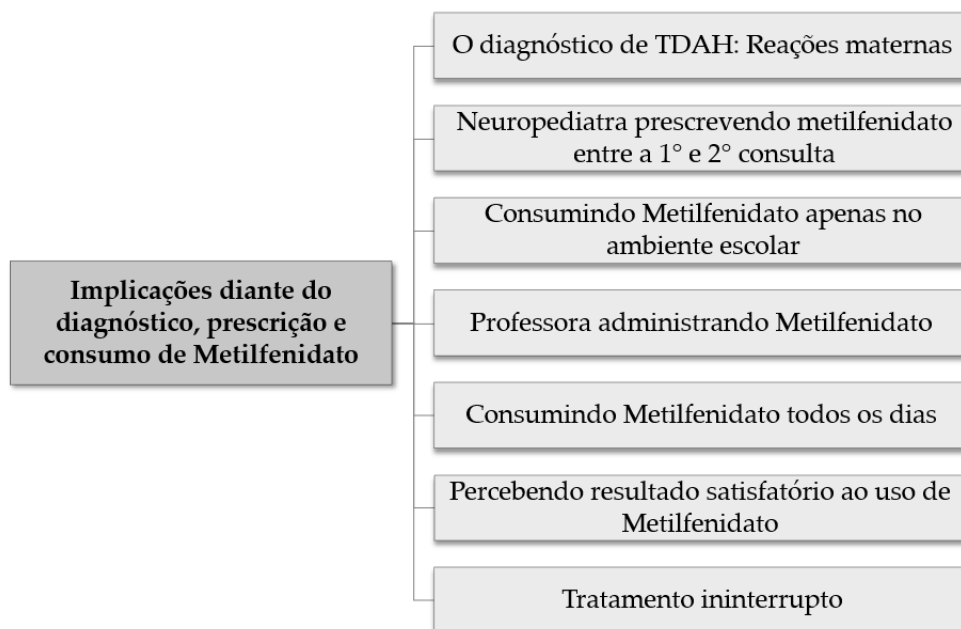 O diagnóstico de TDAH: Reações maternas
Neuropediatra prescrevendo metilfenidato
entre a 1° e 2° consulta
Consumindo Metilfenidato apenas no
ambiente escolar
Implicações diante do
diagnóstico, prescrição e
consumo de Metilfenidato
Professora administrando Metilfenidato
Consumindo Metilfenidato todos os dias
Percebendo resultado satisfatório ao uso de
Metilfenidato
Tratamento ininterrupto